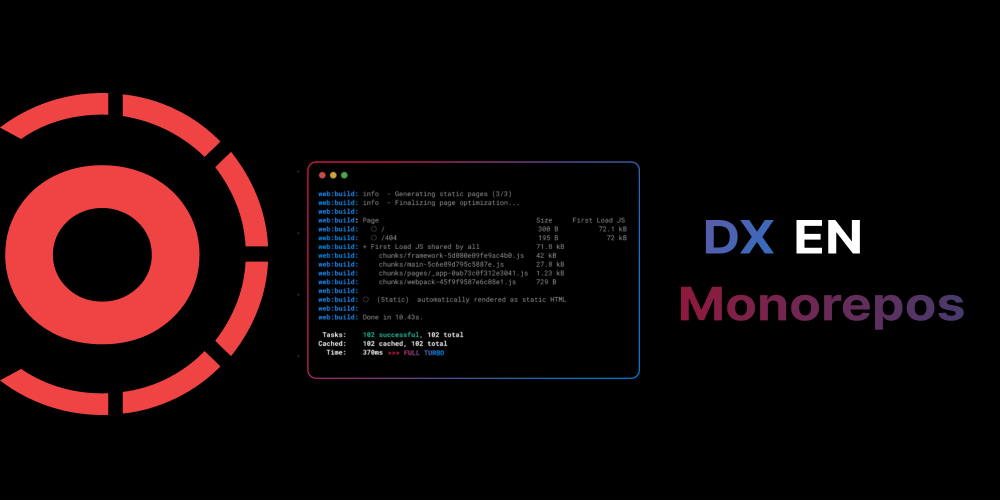 web:build: info  - Generating static pages (3/3)
web:build: info  - Finalizing page optimization...
web:build:
web:build: Page Size First Load JS
web:build: ○ / 300 B 72.1 kB
web:build: ○ /404 195 B 72 kB
web:build: + First Load JS shared by all 71.8 kB
web:build: chunks/framework-5d080e09fe9ac4b0.js 42 kB
web:build: chunks/main-5c6e89d795c5887e.js 27.8 kB
web:build: chunks/pages/_app-0ab73c0f312e3041.js 1.23 kB
web:build: chunks/webpack-45f9f9587e6c08e1.js 729 B
web:build:
web:build: ○ (Static) automatically rendered as static HTML
web:build:
web:build: Done in 10.43s.
Tasks: 102 successful, 102 total
Cached: 102 cached, 102 total
Time: 370ms >>> FULL TURBO
DX EN
Monorepos